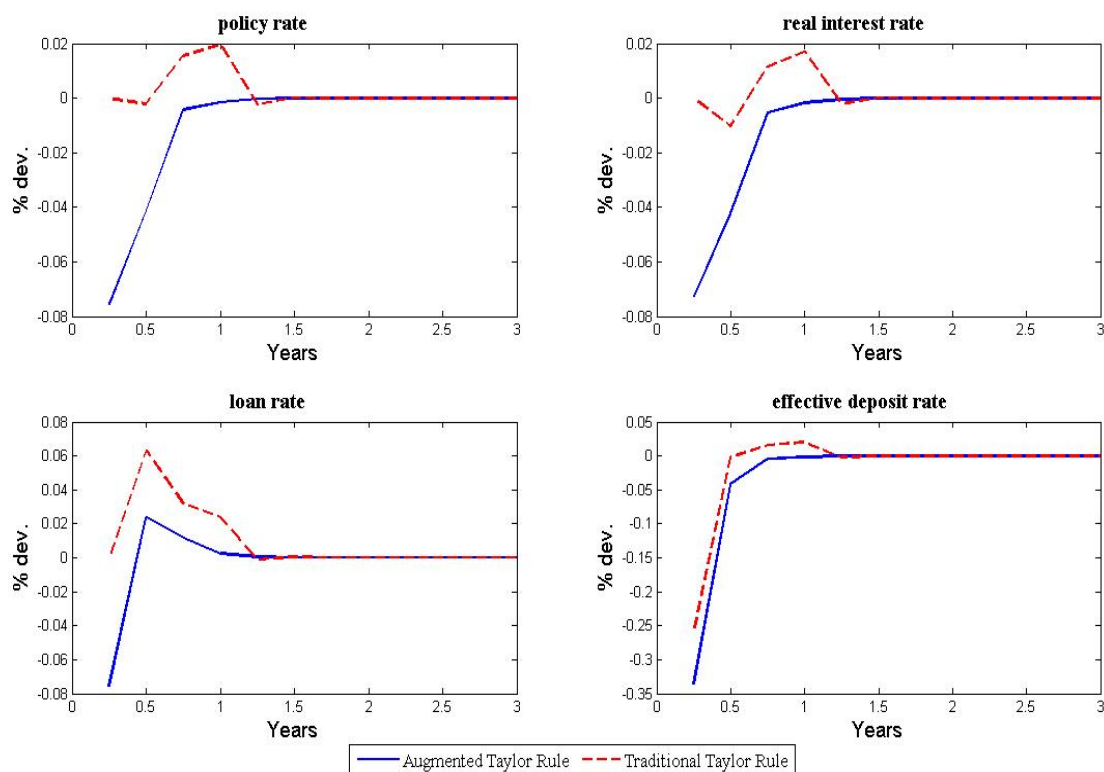 policy rate
0.02
0
-0.02
-0.04
-0.06
-0.08
% dev.
0 0.5 1 1.5 2 2.5 3
Years
real interest rate
0.02
0
-0.02
-0.04
-0.06
-0.08
% dev.
0 0.5 1 1.5 2 2.5 3
Years
loan rate
0.08
0.06
0.04
0.02
0
-0.02
-0.04
-0.06
-0.08
% dev.
0 0.5 1 1.5 2 2.5 3
Years
effective deposit rate
0.05
0
-0.05
-0.1
-0.15
-0.2
-0.25
-0.3
-0.35
% dev.
0 0.5 1 1.5 2 2.5 3
Years
Augmented Taylor Rule Traditional Taylor Rule